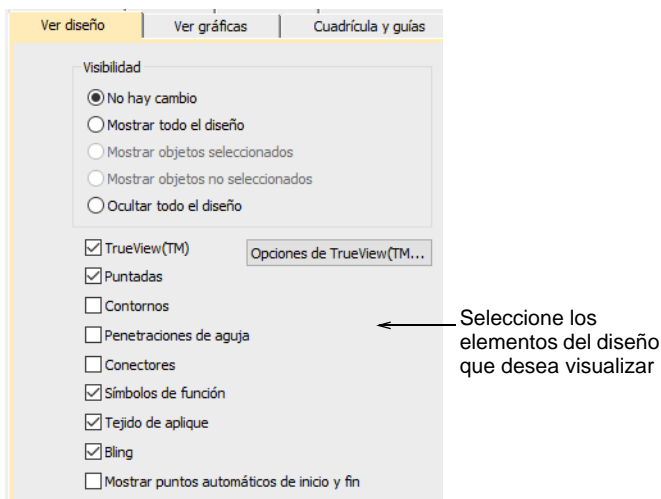 Ver diseño
Ver gráficas
Cuadrícula y guías
Visibilidad
No hay cambio
Mostrar todo el diseño
Mostrar objetos seleccionados
Mostrar objetos no seleccionados
Ocultar todo el diseño
TrueView(TM)
Opciones de TrueView(TM...
Puntadas
Contornos
Penetraciones de aguja
Conectores
Símbolos de función
Tejido de aplique
Bling
Mostrar puntos automáticos de inicio y fin
Seleccione los
elementos del diseño
que desea visualizar